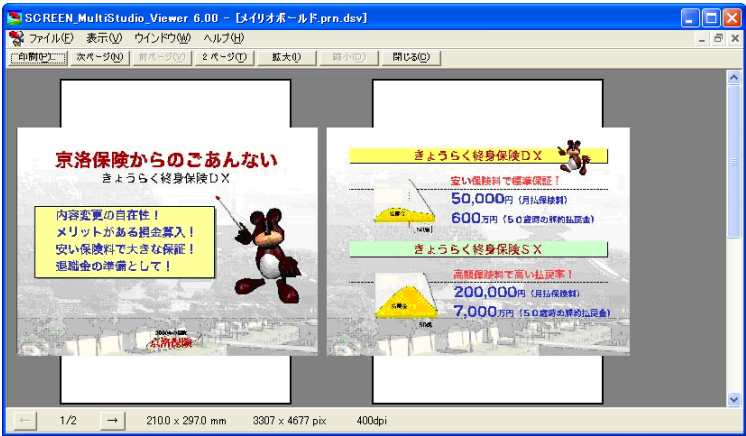 SCREEN_MultiStudio_Viewer 6.00 - [メイリオボールド.prn.dsv]
ファイル(F) 表示(V) ウインドウ(W) ヘルプ(H)
印刷(P)... 次ページ(N) 前ページ(V) 2ページ(T) 拡大(I) 縮小(O) 閉じる(C)
京洛保険からのごあんない
きょうらく終身保険DX
内容変更の自在性！
メリットがある損金算入！
安い保険料で大きな保証！
退職金の準備として！
京洛保険
きょうらく終身保険DX
安い保険料で標準保証！
50,000円（月払保険料）
600万円（50歳時の解約払戻金）
50歳
きょうらく終身保険SX
高額保険料で高い払戻率！
200,000円（月払保険料）
7,000万円（50歳時の解約払戻金）
50歳
1/2 210.0 x 297.0 mm 3307 x 4677 pix 400dpi